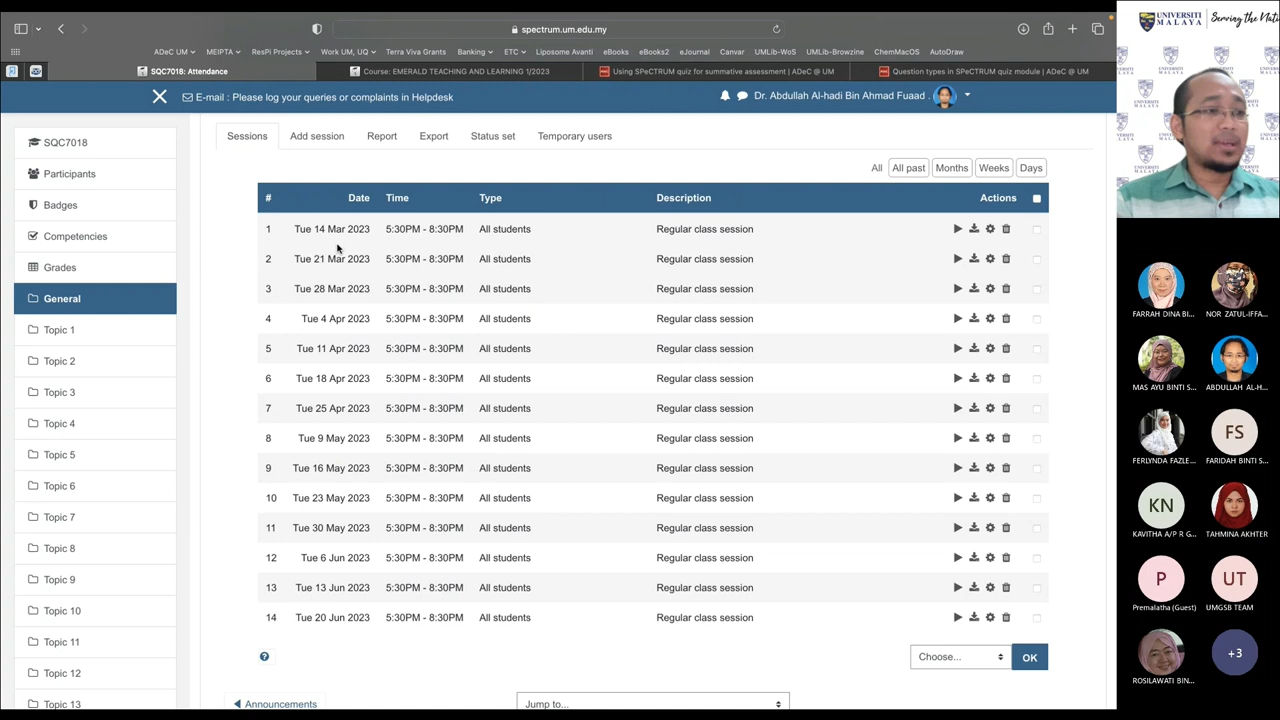 spectrum.um.edu.my
ADeC UM
MEIPTA
ResPi Projects
Work UM, UQ
Terra Viva Grants
Banking
ETC
Liposome Avanti
eBooks
eBooks2
eJournal
Canvar
UMLib-WoS
UMLib-Browzine
ChemMacOS
AutoDraw
SQC7018: Attendance
Course: EMERALD TEACHING AND LEARNING 1/2023
Using SPeCTRUM quiz for summative assessment | ADeC @ UM
Question types in SPeCTRUM quiz module | ADeC @ UM
E-mail : Please log your queries or complaints in Helpdesk
Dr. Abdullah Al-hadi Bin Ahmad Fuaad .
SQC7018
Participants
Badges
Competencies
Grades
General
Topic 1
Topic 2
Topic 3
Topic 4
Topic 5
Topic 6
Topic 7
Topic 8
Topic 9
Topic 10
Topic 11
Topic 12
Topic 13
Sessions Add session Report Export Status set Temporary users
All All past Months Weeks Days
# Date Time Type Description Actions
1 Tue 14 Mar 2023 5:30PM - 8:30PM All students Regular class session
2 Tue 21 Mar 2023 5:30PM - 8:30PM All students Regular class session
3 Tue 28 Mar 2023 5:30PM - 8:30PM All students Regular class session
4 Tue 4 Apr 2023 5:30PM - 8:30PM All students Regular class session
5 Tue 11 Apr 2023 5:30PM - 8:30PM All students Regular class session
6 Tue 18 Apr 2023 5:30PM - 8:30PM All students Regular class session
7 Tue 25 Apr 2023 5:30PM - 8:30PM All students Regular class session
8 Tue 9 May 2023 5:30PM - 8:30PM All students Regular class session
9 Tue 16 May 2023 5:30PM - 8:30PM All students Regular class session
10 Tue 23 May 2023 5:30PM - 8:30PM All students Regular class session
11 Tue 30 May 2023 5:30PM - 8:30PM All students Regular class session
12 Tue 6 Jun 2023 5:30PM - 8:30PM All students Regular class session
13 Tue 13 Jun 2023 5:30PM - 8:30PM All students Regular class session
14 Tue 20 Jun 2023 5:30PM - 8:30PM All students Regular class session
? Choose... OK
Announcements
Jump to...
UNIVERSITI MALAYA
Serving the Nati
FARRAH DINA BI... NOR ZATUL-IFFA...
MAS AYU BINTI S... ABDULLAH AL-H...
FS
FERLYNDA FAZLE... FARIDAH BINTI S...
KN
KAVITHA A/P R G... TAHMINA AKHTER
P UT
Premalatha (Guest) UMGSB TEAM
+3
ROSILAWATI BIN...